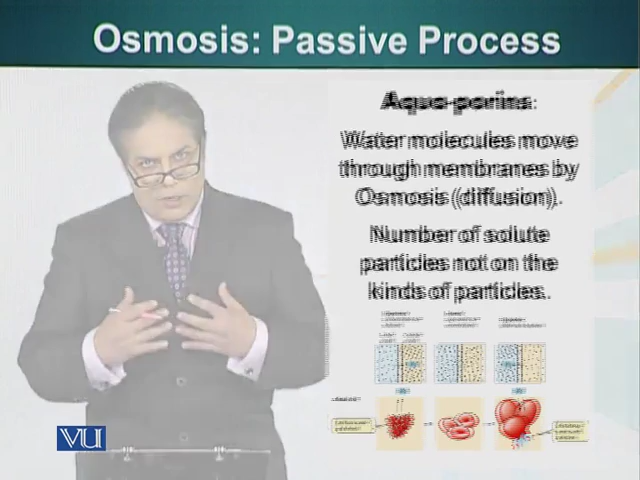 Osmosis: Passive Process
Aquo-porins:
Water molecules move
through membranes by
Osmosis (diffusion).
Number of solute
particles not on the
kinds of particles.
VU